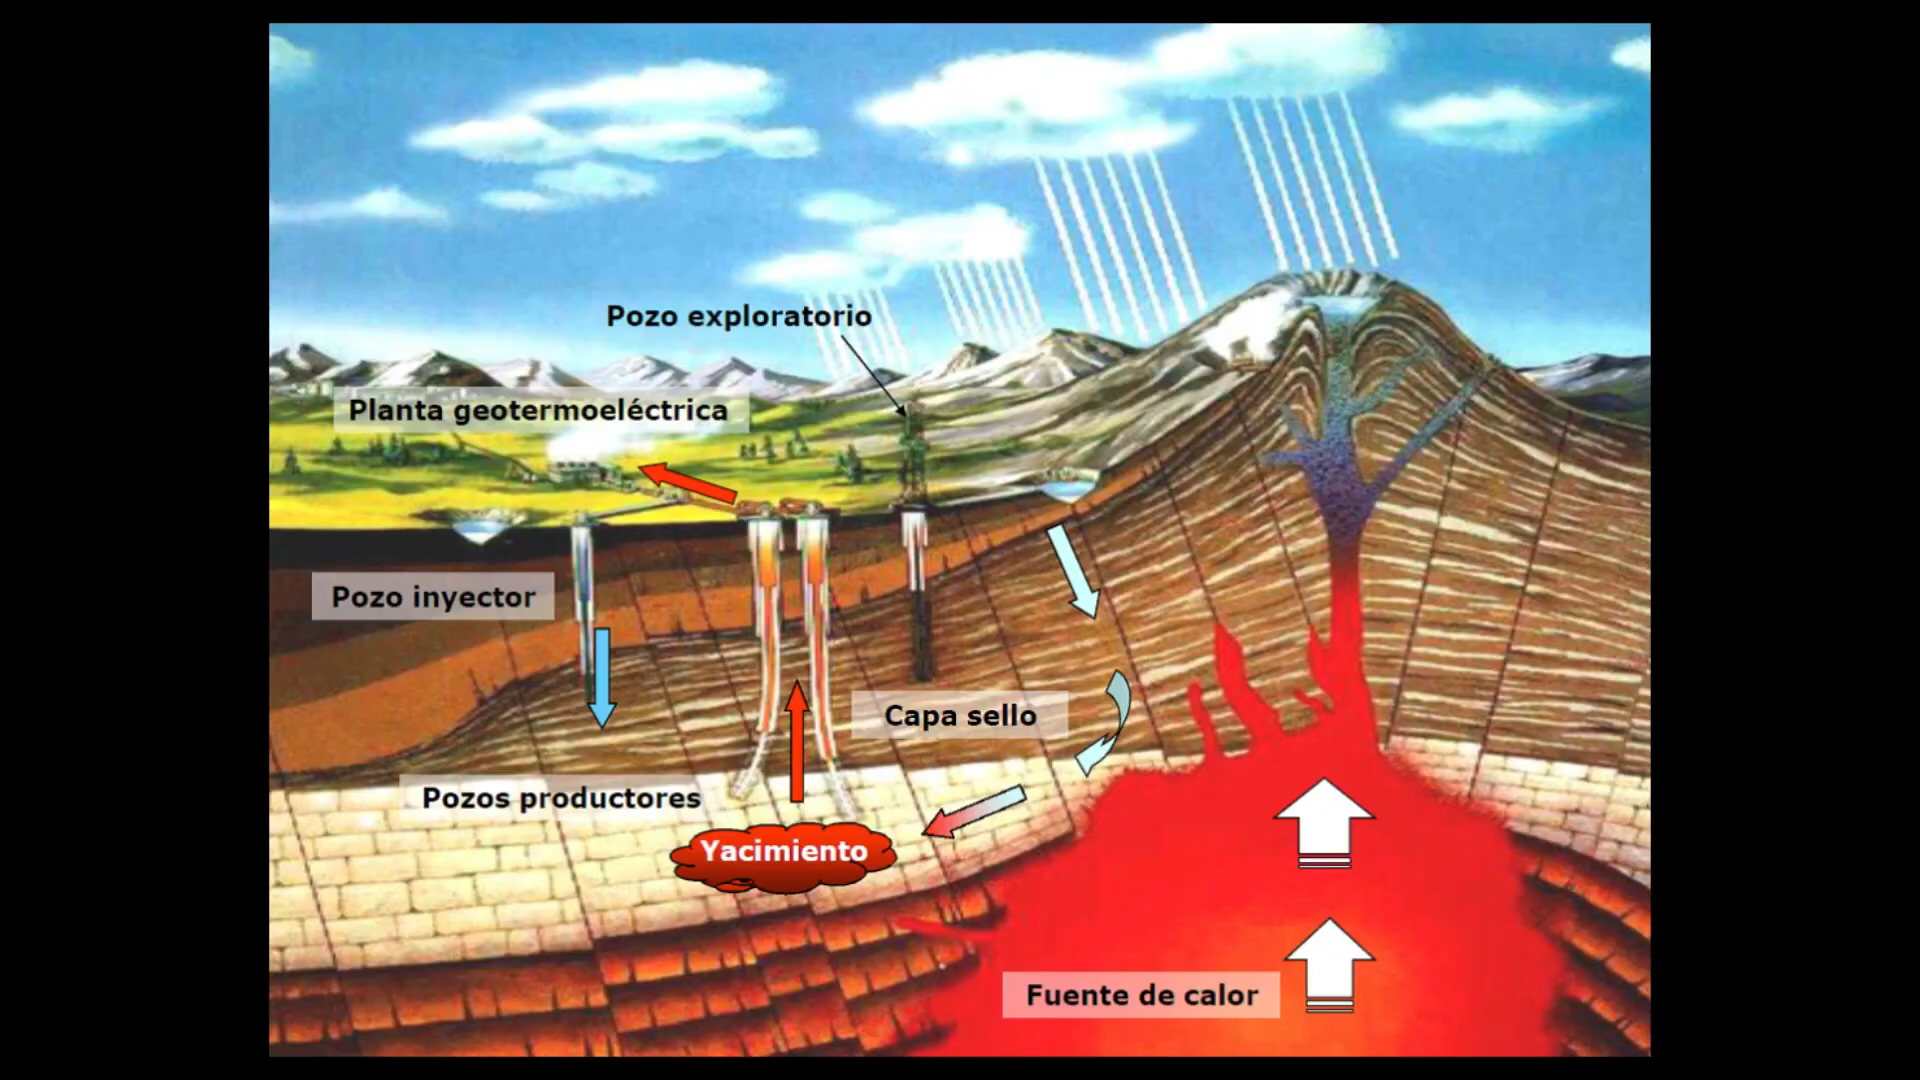 Pozo exploratorio
Planta geotermoeléctrica
Pozo inyector
Capa sello
Pozos productores
Yacimiento
Fuente de calor